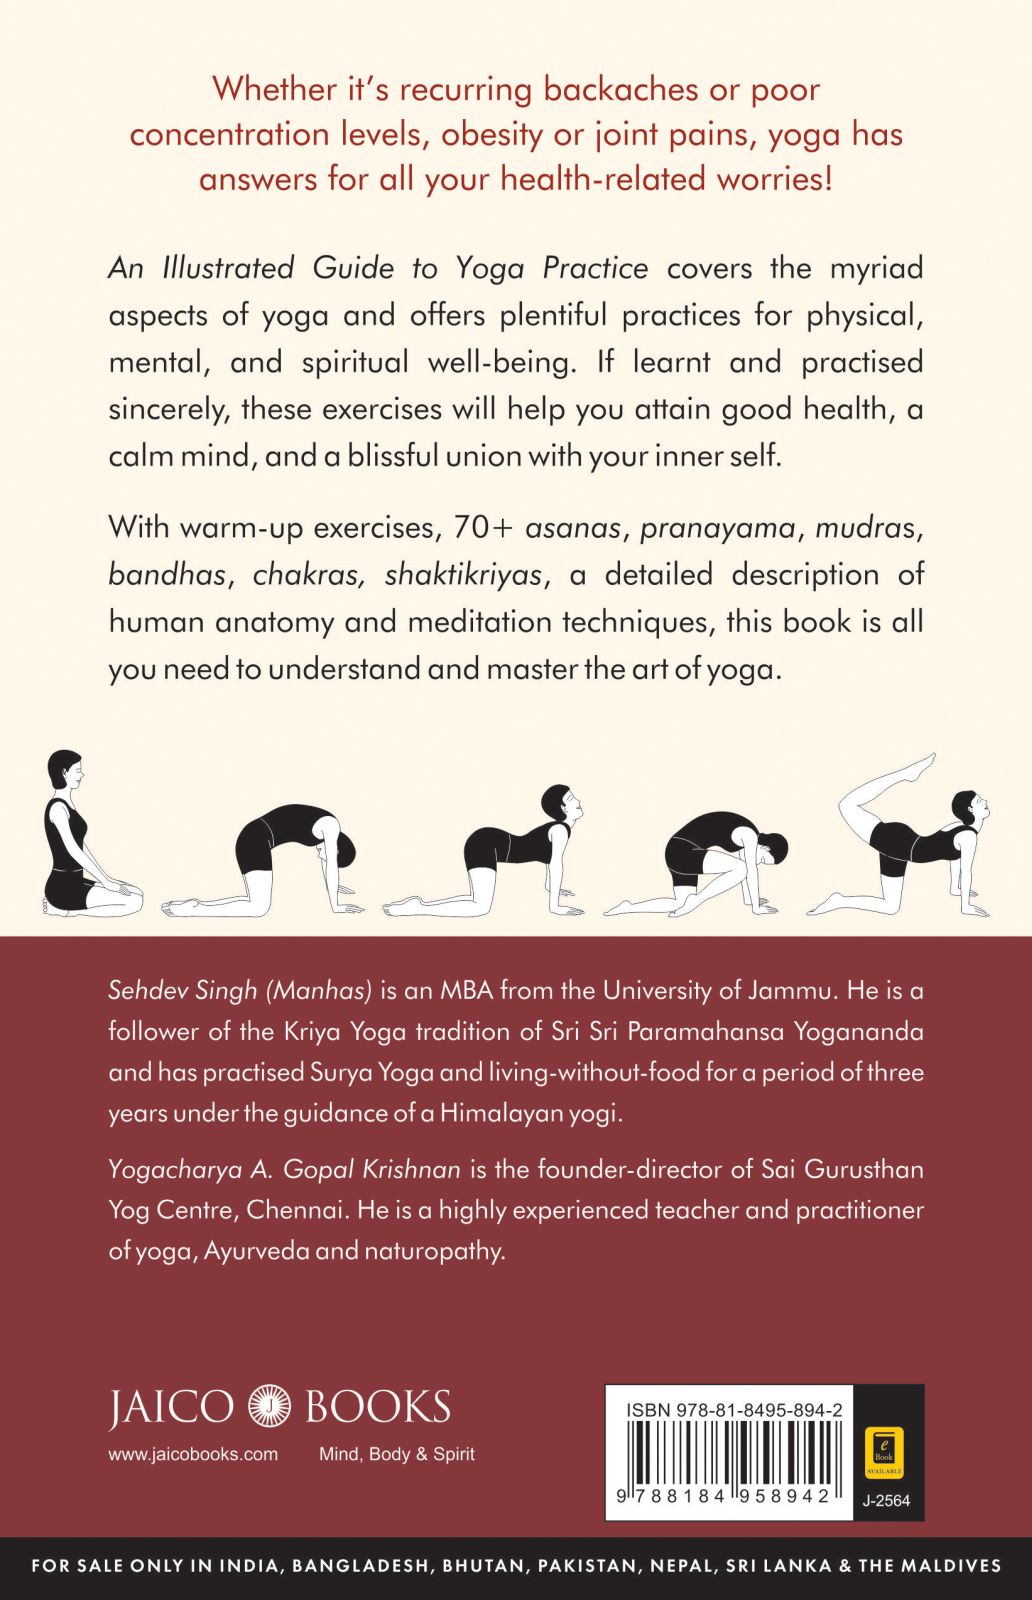 Whether it's recurring backaches or poor
concentration levels, obesity or joint pains, yoga has
answers for all your health-related worries!
An Illustrated Guide to Yoga Practice covers the myriad
aspects of yoga and offers plentiful practices for physical,
mental, and spiritual well-being. If learnt and practised
sincerely, these exercises will help you attain good health, a
calm mind, and a blissful union with your inner self.
With warm-up exercises, 70+ asanas, pranayama, mudras,
bandhas, chakras, shaktikriyas, a detailed description of
human anatomy and meditation techniques, this book is all
you need to understand and master the art of yoga.
Sehdev Singh (Manhas) is an MBA from the University of Jammu. He is a
follower of the Kriya Yoga tradition of Sri Sri Paramahansa Yogananda
and has practised Surya Yoga and living-without-food for a period of three
years under the guidance of a Himalayan yogi.
Yogacharya A. Gopal Krishnan is the founder-director of Sai Gurusthan
Yog Centre, Chennai. He is a highly experienced teacher and practitioner
of yoga, Ayurveda and naturopathy.
JAICO J BOOKS
www.jaicobooks.com Mind, Body & Spirit
ISBN 978-81-8495-894-2
9 788184 958942
e
Book
AVAILABLE
J-2564
FOR SALE ONLY IN INDIA, BANGLADESH, BHUTAN, PAKISTAN, NEPAL, SRI LANKA & THE MALDIVES